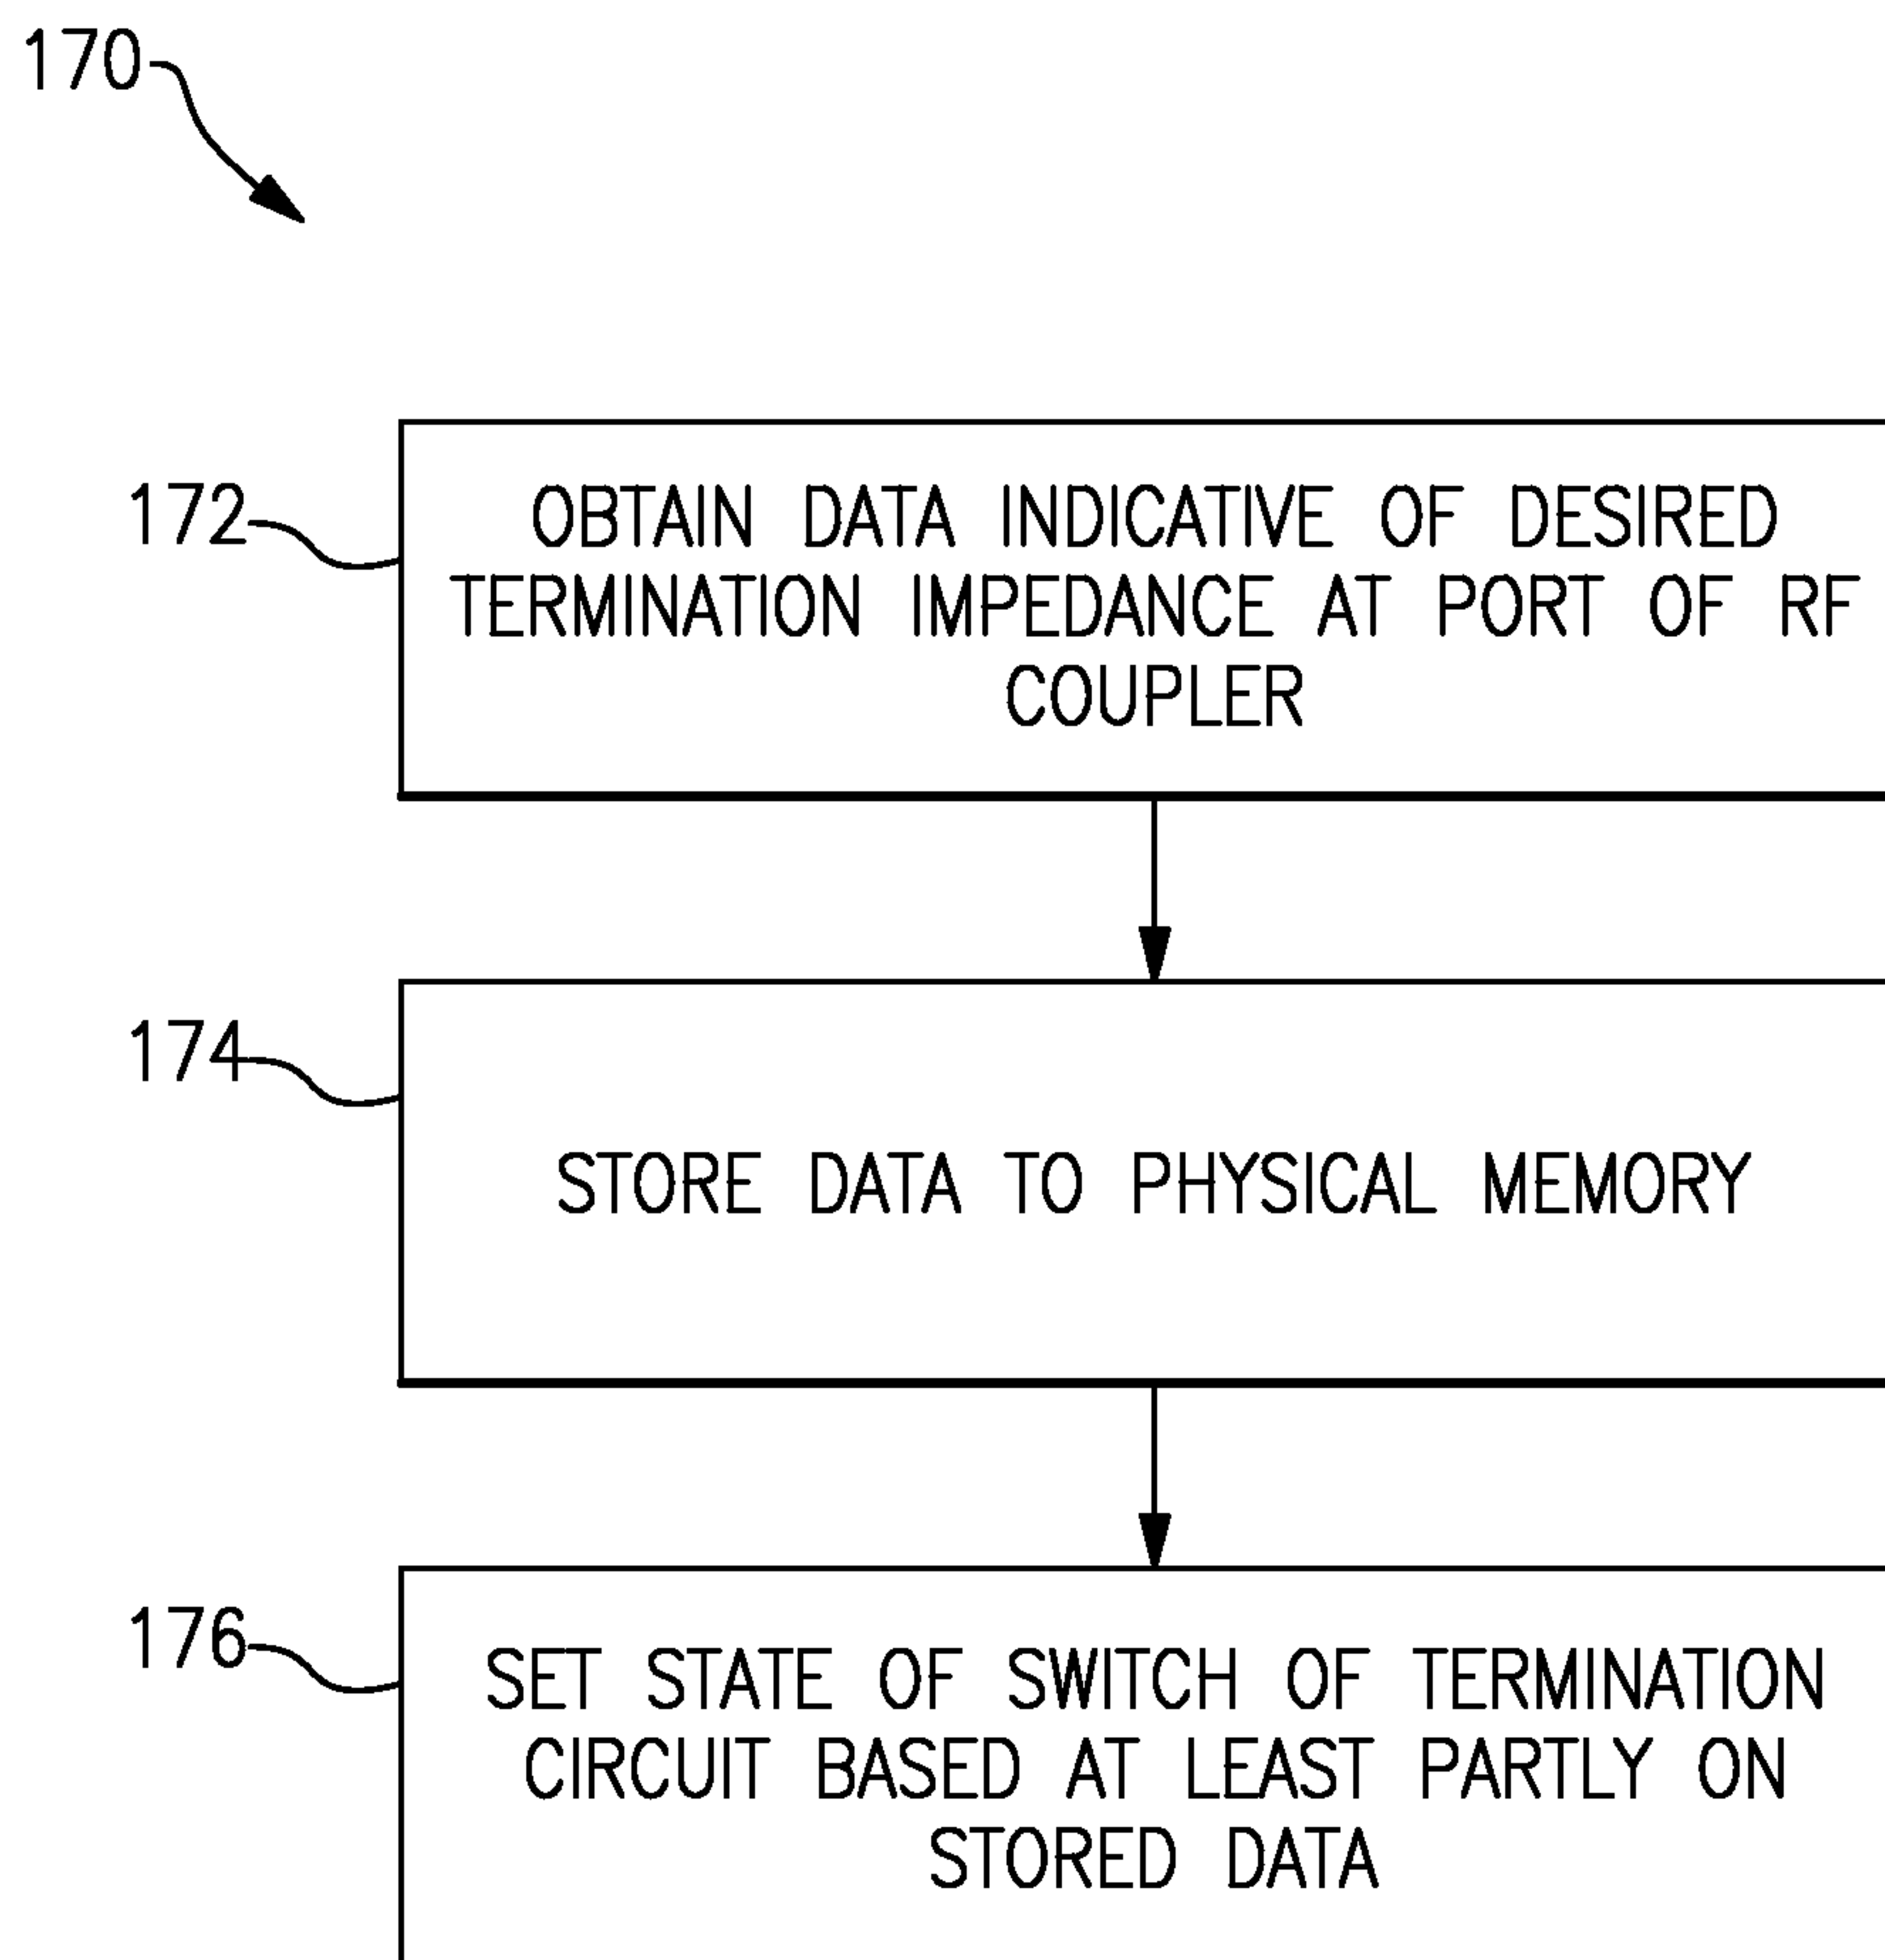 170
172
OBTAIN DATA INDICATIVE OF DESIRED
TERMINATION IMPEDANCE AT PORT OF RF
COUPLER
174
STORE DATA TO PHYSICAL MEMORY
176
SET STATE OF SWITCH OF TERMINATION
CIRCUIT BASED AT LEAST PARTLY ON
STORED DATA